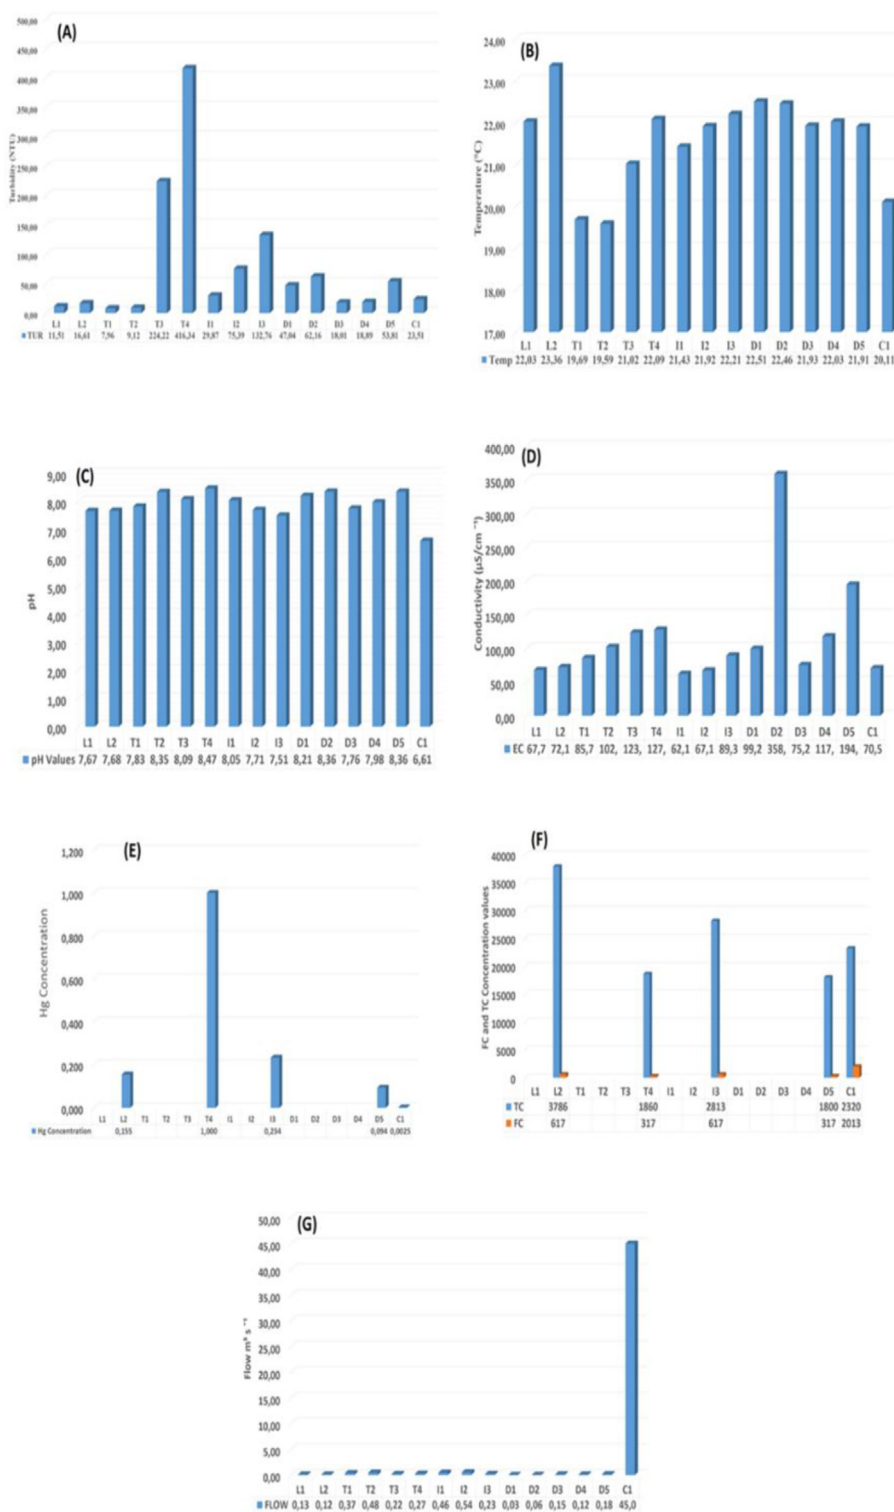 (A)
Turbidity (NTU)
500,00
450,00
400,00
350,00
300,00
250,00
200,00
150,00
100,00
50,00
0,00
L1 L2 T1 T2 T3 T4 I1 I2 I3 D1 D2 D3 D4 D5 C1
TUR 11,51 16,61 7,96 9,12 224,22 416,34 29,87 75,39 132,76 47,04 62,16 18,01 18,89 53,81 23,51
(B)
Temperature (°C)
24,00
23,00
22,00
21,00
20,00
19,00
18,00
17,00
L1 L2 T1 T2 T3 T4 I1 I2 I3 D1 D2 D3 D4 D5 C1
Temp 22,03 23,36 19,69 19,59 21,02 22,09 21,43 21,92 22,21 22,51 22,46 21,93 22,03 21,91 20,11
(C)
pH
9,00
8,00
7,00
6,00
5,00
4,00
3,00
2,00
1,00
0,00
L1 L2 T1 T2 T3 T4 I1 I2 I3 D1 D2 D3 D4 D5 C1
pH Values 7,67 7,68 7,83 8,35 8,09 8,47 8,05 7,71 7,51 8,21 8,36 7,76 7,98 8,36 6,61
(D)
Conductivity (µS/cm⁻¹)
400,00
350,00
300,00
250,00
200,00
150,00
100,00
50,00
0,00
L1 L2 T1 T2 T3 T4 I1 I2 I3 D1 D2 D3 D4 D5 C1
EC 67,7 72,1 85,7 102, 123, 127, 62,1 67,1 89,3 99,2 358, 75,2 117, 194, 70,5
(E)
Hg Concentration
1,200
1,000
0,800
0,600
0,400
0,200
0,000
L1 L2 T1 T2 T3 T4 I1 I2 I3 D1 D2 D3 D4 D5 C1
Hg Concentration 0,155 1,000 0,234 0,094 0,0025
(F)
FC and TC Concentration values
40000
35000
30000
25000
20000
15000
10000
5000
0
L1 L2 T1 T2 T3 T4 I1 I2 I3 D1 D2 D3 D4 D5 C1
TC 3786 1860 2813 1800 2320
FC 617 317 617 317 2013
(G)
Flow m³ s⁻¹
50,00
45,00
40,00
35,00
30,00
25,00
20,00
15,00
10,00
5,00
0,00
L1 L2 T1 T2 T3 T4 I1 I2 I3 D1 D2 D3 D4 D5 C1
FLOW 0,13 0,12 0,37 0,48 0,22 0,27 0,46 0,54 0,23 0,03 0,06 0,15 0,12 0,18 45,0